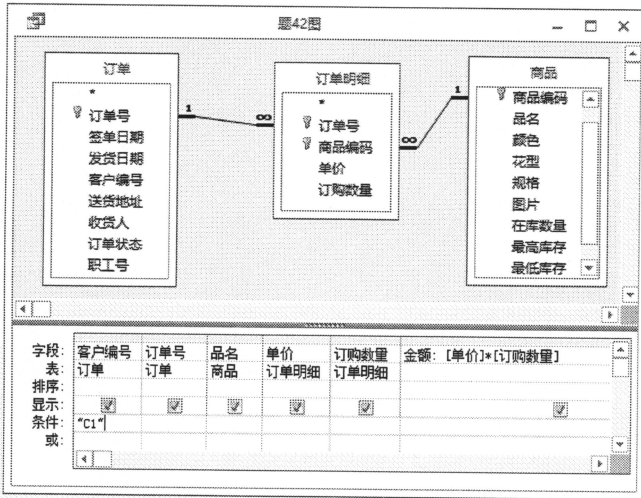 题42图
订单
*
订单号
签单日期
发货日期
客户编号
送货地址
收货人
订单状态
职工号
1
∞
订单明细
*
订单号
商品编码
单价
订购数量
∞
1
商品
商品编码
品名
颜色
花型
规格
图片
在库数量
最高库存
最低库存
字段: 客户编号 订单号 品名 单价 订购数量 金额: [单价]*[订购数量]
表: 订单 订单 商品 订单明细 订单明细
排序:
显示:
条件: "C1"
或: